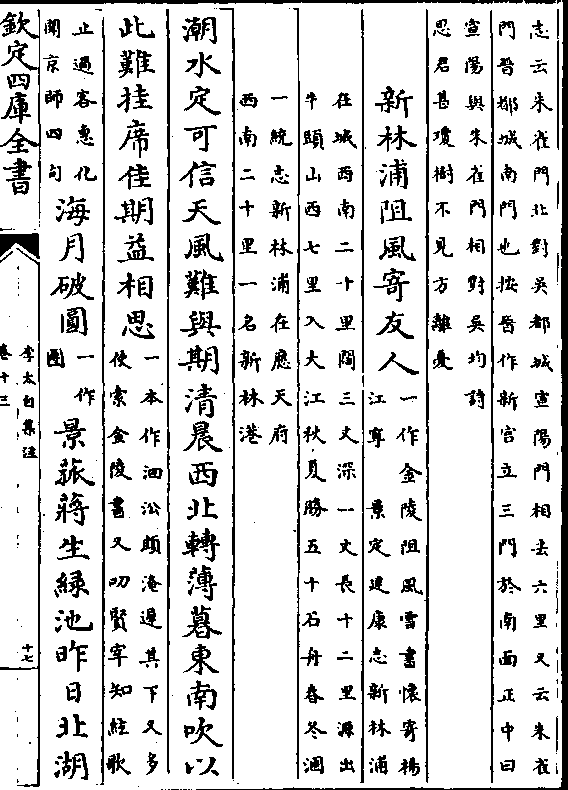 志云朱雀門北對吳都城宣陽門相去六里又云朱雀
門晉都城南門也按晉作新宫立三門於南面正中曰
宣陽與朱雀門相對吳均詩
思君甚瓊樹不見方離憂
新林浦阻風寄友人
一作金陵阻風雪書懐寄楊
江寧 景定建康志新林浦
在城西南二十里闊三丈深一丈長十二里源出
牛頭山西七里入大江秋夏勝五十石舟春冬涸
一統志新林浦在應天府
西南二十里一名新林港
潮水定可信天風難與期清晨西北轉薄暮東南吹以
此難挂席佳期益相思
一本作洄沿頗淹遲其下又多
使索金陵書又叨賢宰知絃歌
止過客惠化
聞京師四句
海月破圓
一作
團
景菰蔣生緑池昨日北湖
欽定四庫全書
李太白集注
卷十三
十七